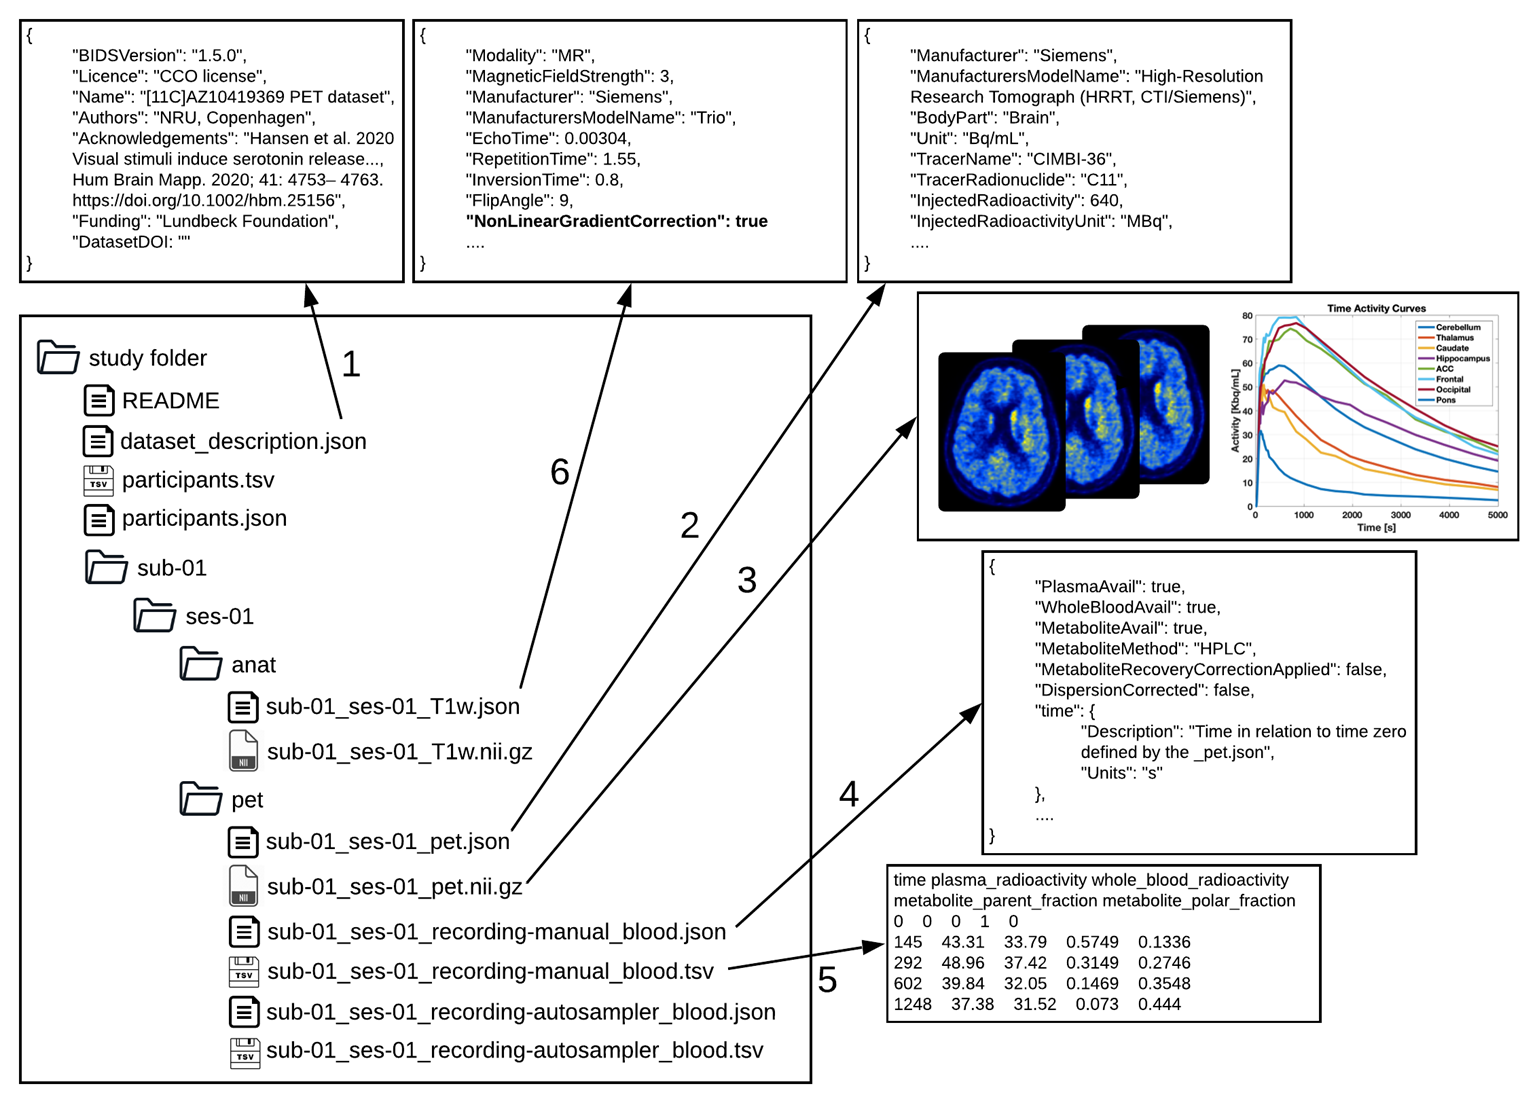 {
"BIDSVersion": "1.5.0",
"Licence": "CCO license",
"Name": "[11C]AZ10419369 PET dataset",
"Authors": "NRU, Copenhagen",
"Acknowledgements": "Hansen et al. 2020
Visual stimuli induce serotonin release...,
Hum Brain Mapp. 2020; 41: 4753– 4763.
https://doi.org/10.1002/hbm.25156",
"Funding": "Lundbeck Foundation",
"DatasetDOI: ""
}
{
"Modality": "MR",
"MagneticFieldStrength": 3,
"Manufacturer": "Siemens",
"ManufacturersModelName": "Trio",
"EchoTime": 0.00304,
"RepetitionTime": 1.55,
"InversionTime": 0.8,
"FlipAngle": 9,
"NonLinearGradientCorrection": true
....
}
{
"Manufacturer": "Siemens",
"ManufacturersModelName": "High-Resolution
Research Tomograph (HRRT, CTI/Siemens)",
"BodyPart": "Brain",
"Unit": "Bq/mL",
"TracerName": "CIMBI-36",
"TracerRadionuclide": "C11",
"InjectedRadioactivity": 640,
"InjectedRadioactivityUnit": "MBq",
....
}
1
6
2
3
4
5
study folder
README
dataset_description.json
TSV participants.tsv
participants.json
sub-01
ses-01
anat
sub-01_ses-01_T1w.json
NII sub-01_ses-01_T1w.nii.gz
pet
sub-01_ses-01_pet.json
NII sub-01_ses-01_pet.nii.gz
sub-01_ses-01_recording-manual_blood.json
TSV sub-01_ses-01_recording-manual_blood.tsv
sub-01_ses-01_recording-autosampler_blood.json
TSV sub-01_ses-01_recording-autosampler_blood.tsv
Time Activity Curves
Activity [Kbq/mL]
80
70
60
50
40
30
20
10
0
Cerebellum
Thalamus
Caudate
Hippocampus
ACC
Frontal
Occipital
Pons
0 1000 2000 3000 4000 5000
Time [s]
{
"PlasmaAvail": true,
"WholeBloodAvail": true,
"MetaboliteAvail": true,
"MetaboliteMethod": "HPLC",
"MetaboliteRecoveryCorrectionApplied": false,
"DispersionCorrected": false,
"time": {
"Description": "Time in relation to time zero
defined by the _pet.json",
"Units": "s"
},
....
}
time plasma_radioactivity whole_blood_radioactivity
metabolite_parent_fraction metabolite_polar_fraction
0 0 0 1 0
145 43.31 33.79 0.5749 0.1336
292 48.96 37.42 0.3149 0.2746
602 39.84 32.05 0.1469 0.3548
1248 37.38 31.52 0.073 0.444